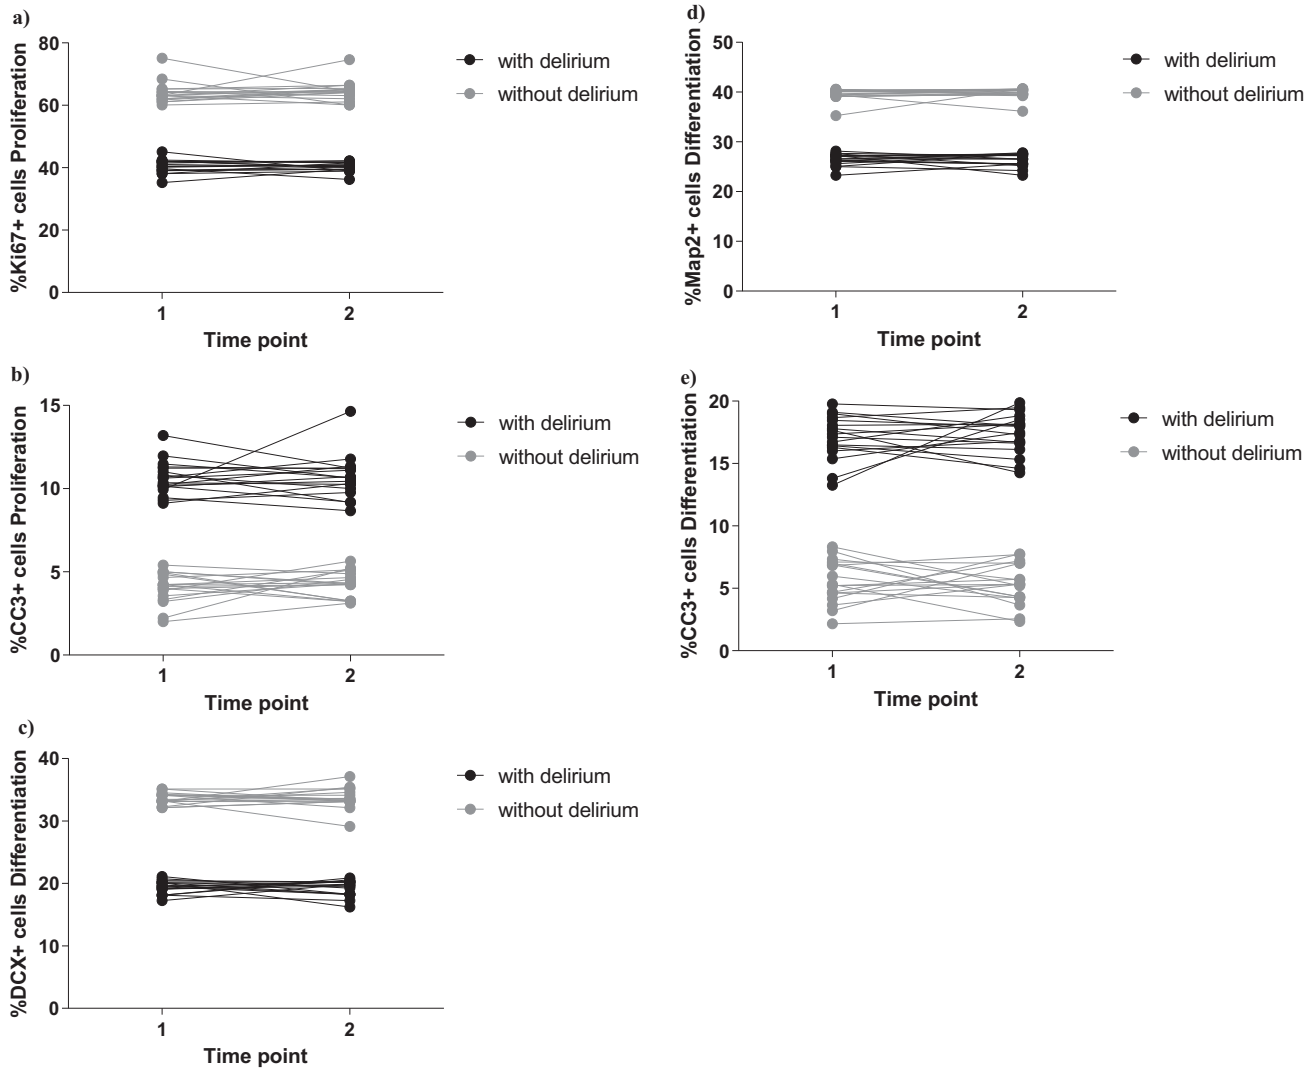 a)
%Ki67+ cells Proliferation
80
60
40
20
0
1
2
Time point
with delirium
without delirium
d)
%Map2+ cells Differentiation
50
40
30
20
10
0
1
2
Time point
with delirium
without delirium
b)
%CC3+ cells Proliferation
15
10
5
0
1
2
Time point
with delirium
without delirium
e)
%CC3+ cells Differentiation
20
15
10
5
0
1
2
Time point
with delirium
without delirium
c)
%DCX+ cells Differentiation
40
30
20
10
0
1
2
Time point
with delirium
without delirium